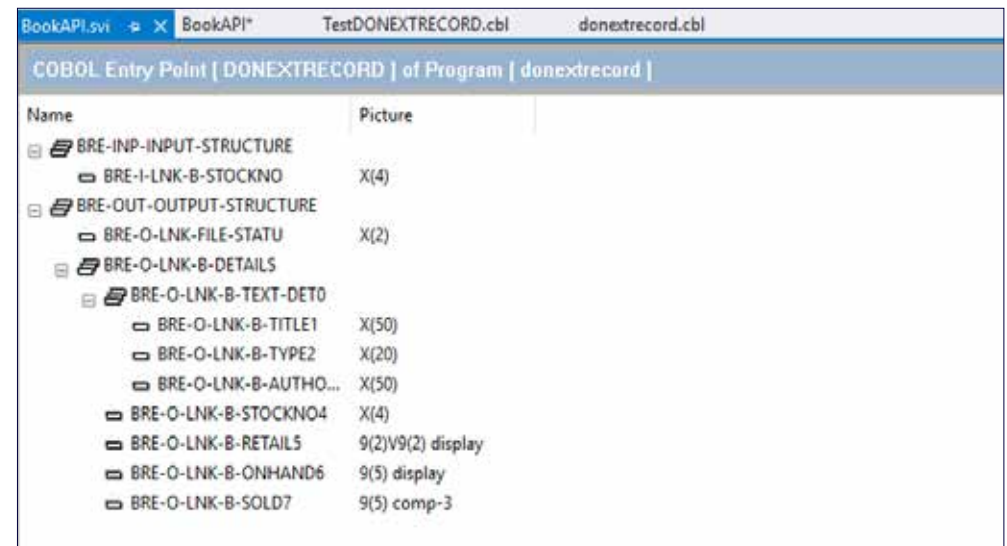 BookAPI.svi BookAPI* TestDONEXTRECORD.cbl donextrecord.cbl
COBOL Entry Point [ DONEXTRECORD ] of Program [ donextrecord ]
Name Picture
BRE-INP-INPUT-STRUCTURE
BRE-I-LNK-B-STOCKNO X(4)
BRE-OUT-OUTPUT-STRUCTURE
BRE-O-LNK-FILE-STATU X(2)
BRE-O-LNK-B-DETAILS
BRE-O-LNK-B-TEXT-DET0
BRE-O-LNK-B-TITLE1 X(50)
BRE-O-LNK-B-TYPE2 X(20)
BRE-O-LNK-B-AUTHO... X(50)
BRE-O-LNK-B-STOCKNO4 X(4)
BRE-O-LNK-B-RETAIL5 9(2)V9(2) display
BRE-O-LNK-B-ONHAND6 9(5) display
BRE-O-LNK-B-SOLD7 9(5) comp-3